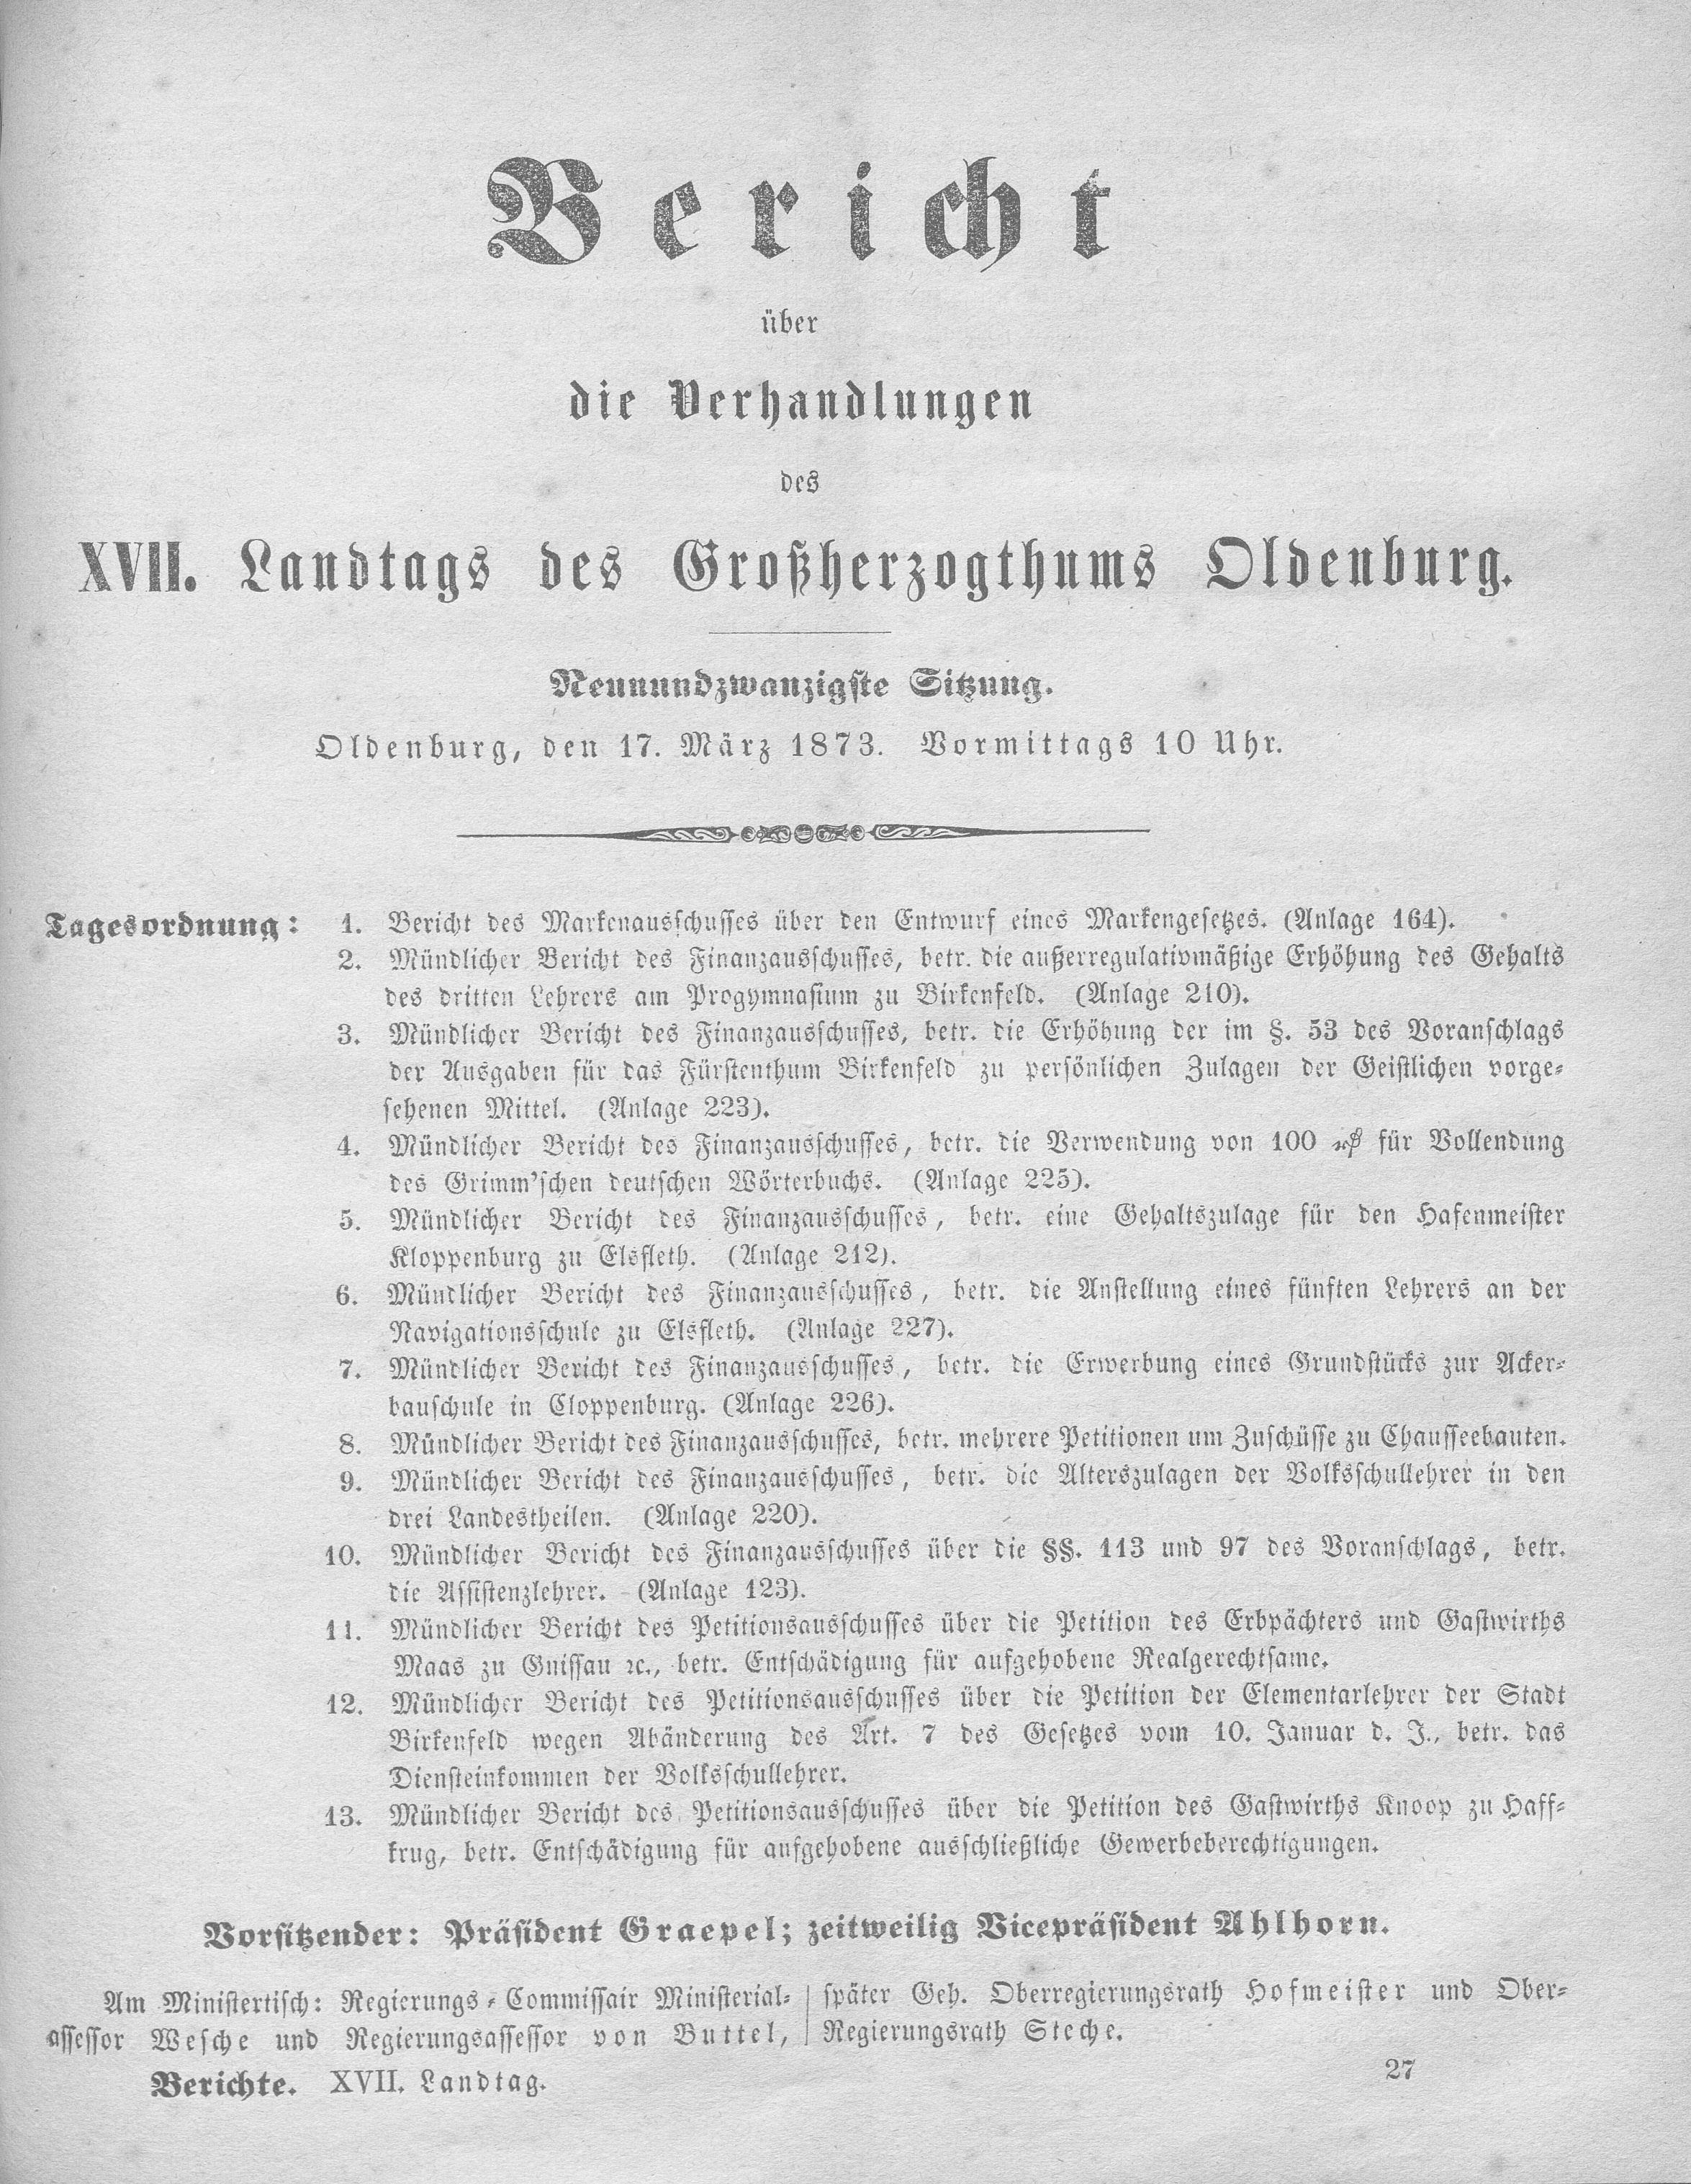 Bericht
über
die Verhandlungen
des
XVII. Landtags des Großherzogthums Oldenburg.
Neunundzwanzigste Sitzung.
Oldenburg, den 17. März 1873. Vormittags 10 Uhr.
Tagesordnung: 1. Bericht des Markenausschusses über den Entwurf eines Markengesetzes. (Anlage 164).
2. Mündlicher Bericht des Finanzausschusses, betr. die außerregulativmäßige Erhöhung des Gehalts
des dritten Lehrers am Progymnasium zu Birkenfeld. (Anlage 210).
3. Mündlicher Bericht des Finanzausschusses, betr. die Erhöhung der im §. 53 des Voranschlags
der Ausgaben für das Fürstenthum Birkenfeld zu persönlichen Zulagen der Geistlichen vorge-
sehenen Mittel. (Anlage 223).
4. Mündlicher Bericht des Finanzausschusses, betr. die Verwendung von 100 ₰ für Vollendung
des Grimm'schen deutschen Wörterbuchs. (Anlage 225).
5. Mündlicher Bericht des Finanzausschusses, betr. eine Gehaltszulage für den Hafenmeister
Kloppenburg zu Elsfleth. (Anlage 212).
6. Mündlicher Bericht des Finanzausschusses, betr. die Anstellung eines fünften Lehrers an der
Navigationsschule zu Elsfleth. (Anlage 227).
7. Mündlicher Bericht des Finanzausschusses, betr. die Erwerbung eines Grundstücks zur Acker-
bauschule in Cloppenburg. (Anlage 226).
8. Mündlicher Bericht des Finanzausschusses, betr. mehrere Petitionen um Zuschüsse zu Chausseebauten.
9. Mündlicher Bericht des Finanzausschusses, betr. die Alterszulagen der Volksschullehrer in den
drei Landestheilen. (Anlage 220).
10. Mündlicher Bericht des Finanzausschusses über die §§. 113 und 97 des Voranschlags, betr.
die Assistenzlehrer. (Anlage 123).
11. Mündlicher Bericht des Petitionsausschusses über die Petition des Erbpächters und Gastwirths
Maas zu Gnissau ꝛc., betr. Entschädigung für aufgehobene Realgerechtsame.
12. Mündlicher Bericht des Petitionsausschusses über die Petition der Elementarlehrer der Stadt
Birkenfeld wegen Abänderung des Art. 7 des Gesetzes vom 10. Januar d. J., betr. das
Diensteinkommen der Volksschullehrer.
13. Mündlicher Bericht des Petitionsausschusses über die Petition des Gastwirths Knoop zu Haff-
krug, betr. Entschädigung für aufgehobene ausschließliche Gewerbeberechtigungen.
Vorsitzender: Präsident Graepel; zeitweilig Vicepräsident Ahlhorn.
Am Ministertisch: Regierungs-Commissair Ministerial-
assessor Wesche und Regierungsassessor von Buttel,
später Geh. Oberregierungsrath Hofmeister und Ober-
Regierungsrath Steche.
Berichte. XVII. Landtag. 27